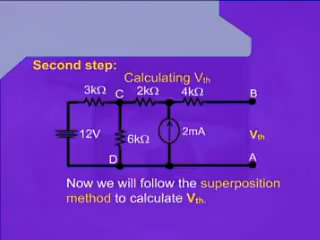 Second step:
Calculating Vth
3kΩ C 2kΩ 4kΩ B
12V 6kΩ 2mA Vth
D A
Now we will follow the superposition
method to calculate Vth.